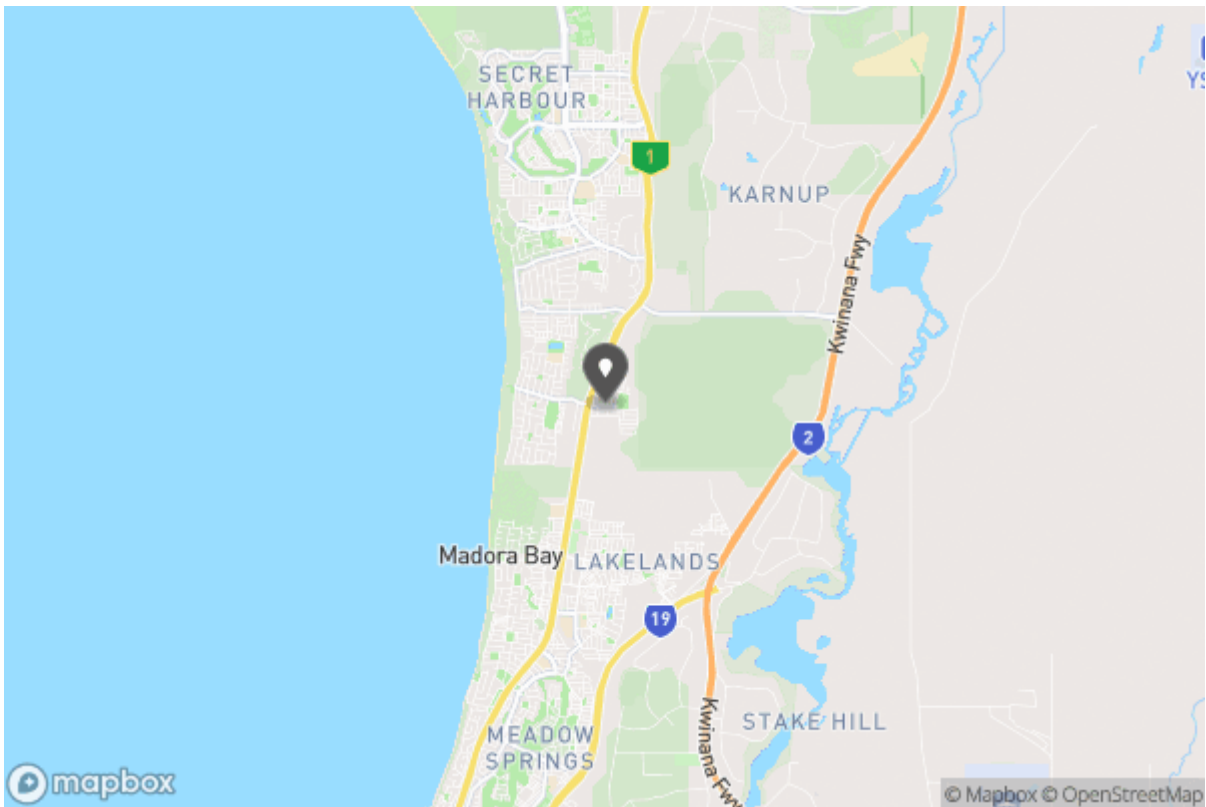 SECRET
HARBOUR
1
YS
KARNUP
Kwinana Fwy
2
Madora Bay
LAKELANDS
19
Kwinana Fwy
STAKE HILL
MEADOW
SPRINGS
mapbox
© Mapbox © OpenStreetMap